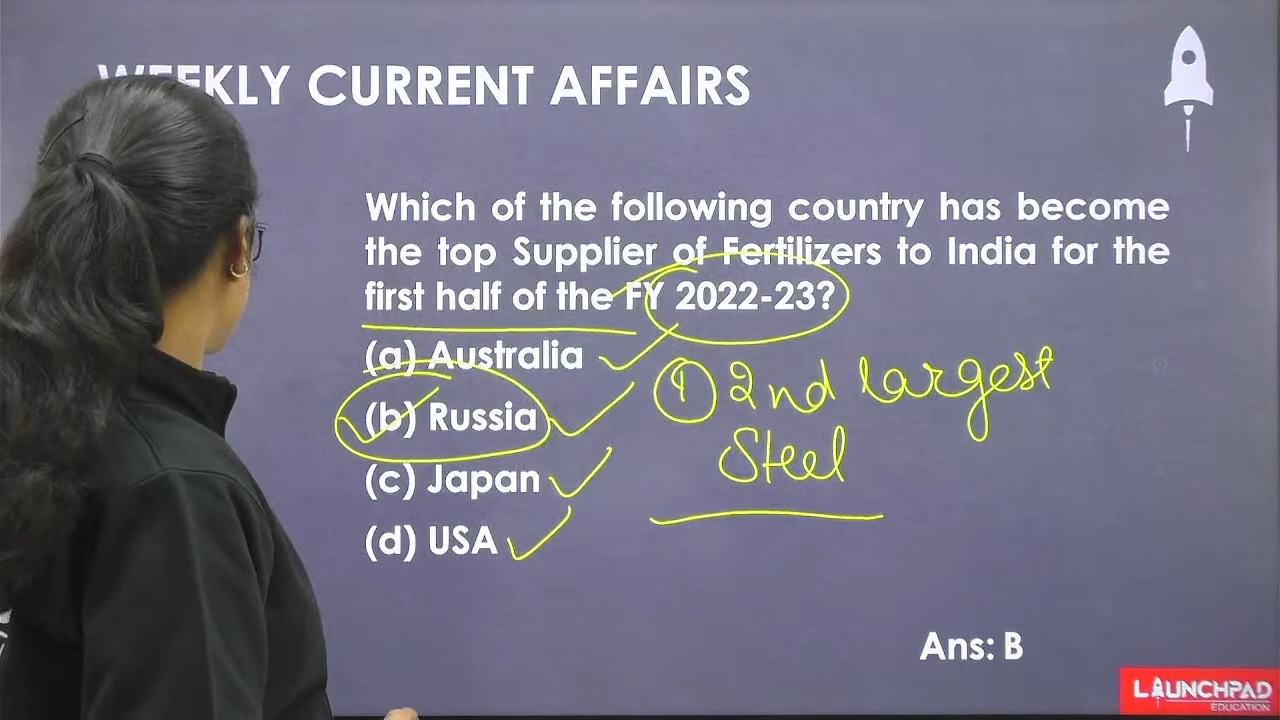 WEEKLY CURRENT AFFAIRS
Which of the following country has become
the top Supplier of Fertilizers to India for the
first half of the FY 2022-23?
(a) Australia
(b) Russia
(c) Japan
(d) USA
① 2nd largest
Steel
Ans: B
LAUNCHPAD
EDUCATION